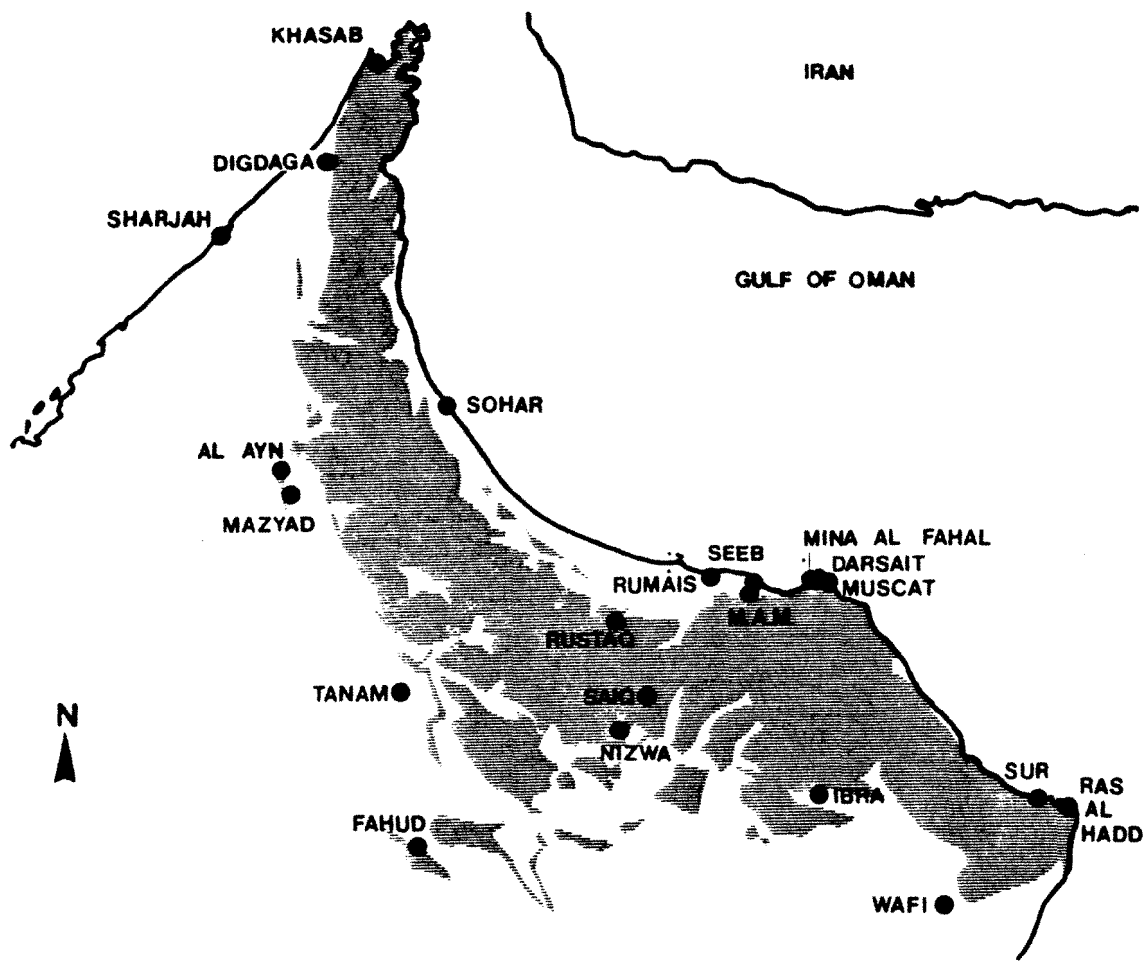 KHASAB
IRAN
DIGDAGA
SHARJAH
GULF OF OMAN
SOHAR
AL AYN
MAZYAD
MINA AL FAHAL
SEEB
DARSAIT
RUMAIS
MUSCAT
M.A.M.
RUSTAQ
TANAM
SAIQ
N
NIZWA
SUR
RAS
AL
HADD
IBRA
FAHUD
WAFI